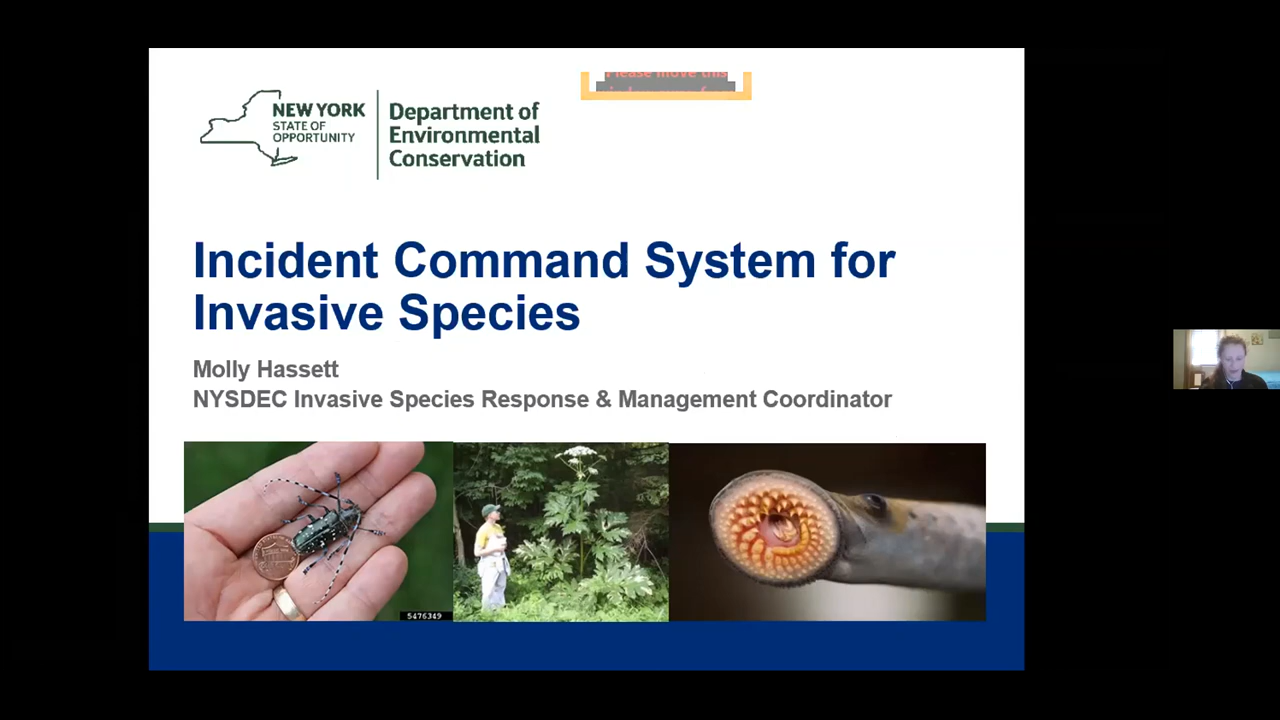 NEW YORK
STATE OF
OPPORTUNITY
Department of
Environmental
Conservation
Please move this
Incident Command System for
Invasive Species
Molly Hassett
NYSDEC Invasive Species Response & Management Coordinator
5476349